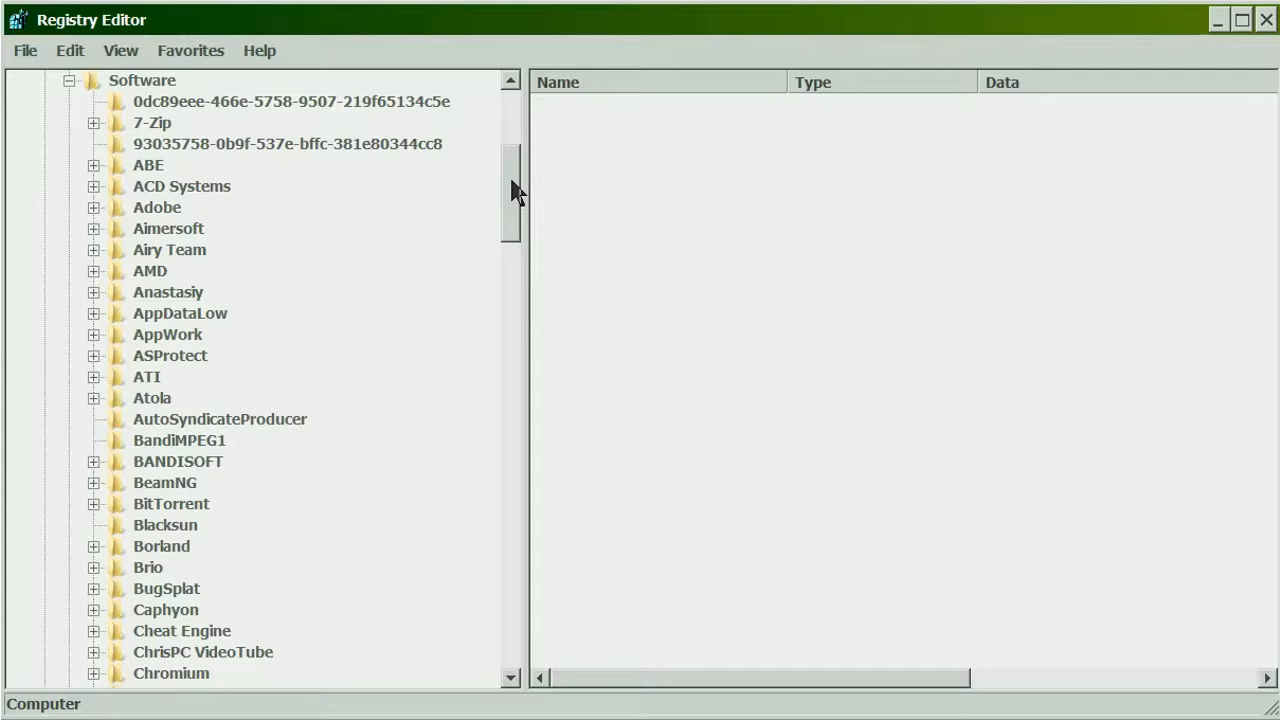 Registry Editor
File Edit View Favorites Help
Software
0dc89eee-466e-5758-9507-219f65134c5e
7-Zip
93035758-0b9f-537e-bffc-381e80344cc8
ABE
ACD Systems
Adobe
Aimersoft
Airy Team
AMD
Anastasiy
AppDataLow
AppWork
ASProtect
ATI
Atola
AutoSyndicateProducer
BandiMPEG1
BANDISOFT
BeamNG
BitTorrent
Blacksun
Borland
Brio
BugSplat
Caphyon
Cheat Engine
ChrisPC VideoTube
Chromium
Name Type Data
Computer